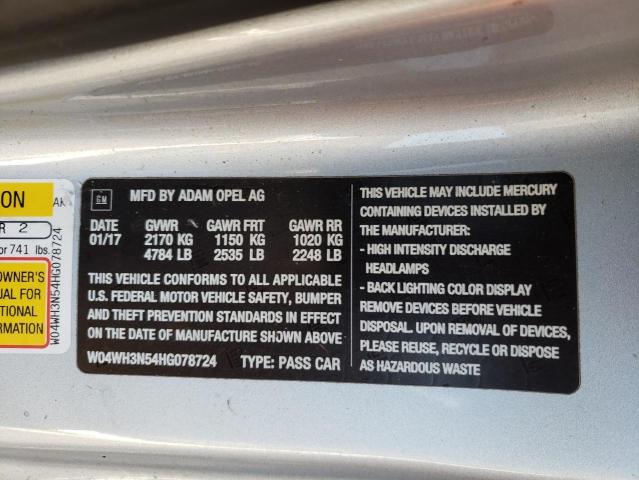 ON
AK
R 2
or 741 lbs.
OWNER'S
UAL FOR
ITIONAL
RMATION
W04WH3N54HG078724
GM
MFD BY ADAM OPEL AG
DATE GVWR GAWR FRT GAWR RR
01/17 2170 KG 1150 KG 1020 KG
4784 LB 2535 LB 2248 LB
THIS VEHICLE CONFORMS TO ALL APPLICABLE
U.S. FEDERAL MOTOR VEHICLE SAFETY, BUMPER
AND THEFT PREVENTION STANDARDS IN EFFECT
ON THE DATE OF MANUFACTURE SHOWN ABOVE
W04WH3N54HG078724 TYPE: PASS CAR
THIS VEHICLE MAY INCLUDE MERCURY
CONTAINING DEVICES INSTALLED BY
THE MANUFACTURER:
- HIGH INTENSITY DISCHARGE
HEADLAMPS
- BACK LIGHTING COLOR DISPLAY
REMOVE DEVICES BEFORE VEHICLE
DISPOSAL. UPON REMOVAL OF DEVICES,
PLEASE REUSE, RECYCLE OR DISPOSE
AS HAZARDOUS WASTE